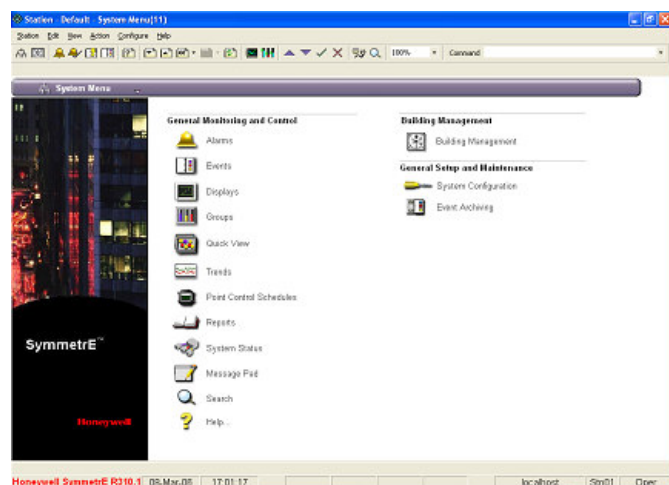 Station - Default - System Menu(11)
Station Edit View Action Configure Help
100% Command
System Menu
General Monitoring and Control
Alarms
Events
Displays
Groups
Quick View
Trends
Point Control Schedules
Reports
System Status
Message Pad
Search
Help...
Building Management
Building Management
General Setup and Maintenance
System Configuration
Event Archiving
SymmetrE™
Honeywell
Honeywell SymmetrE R310.1 08-Mar-06 17:01:17 localhost Stn01 Oper